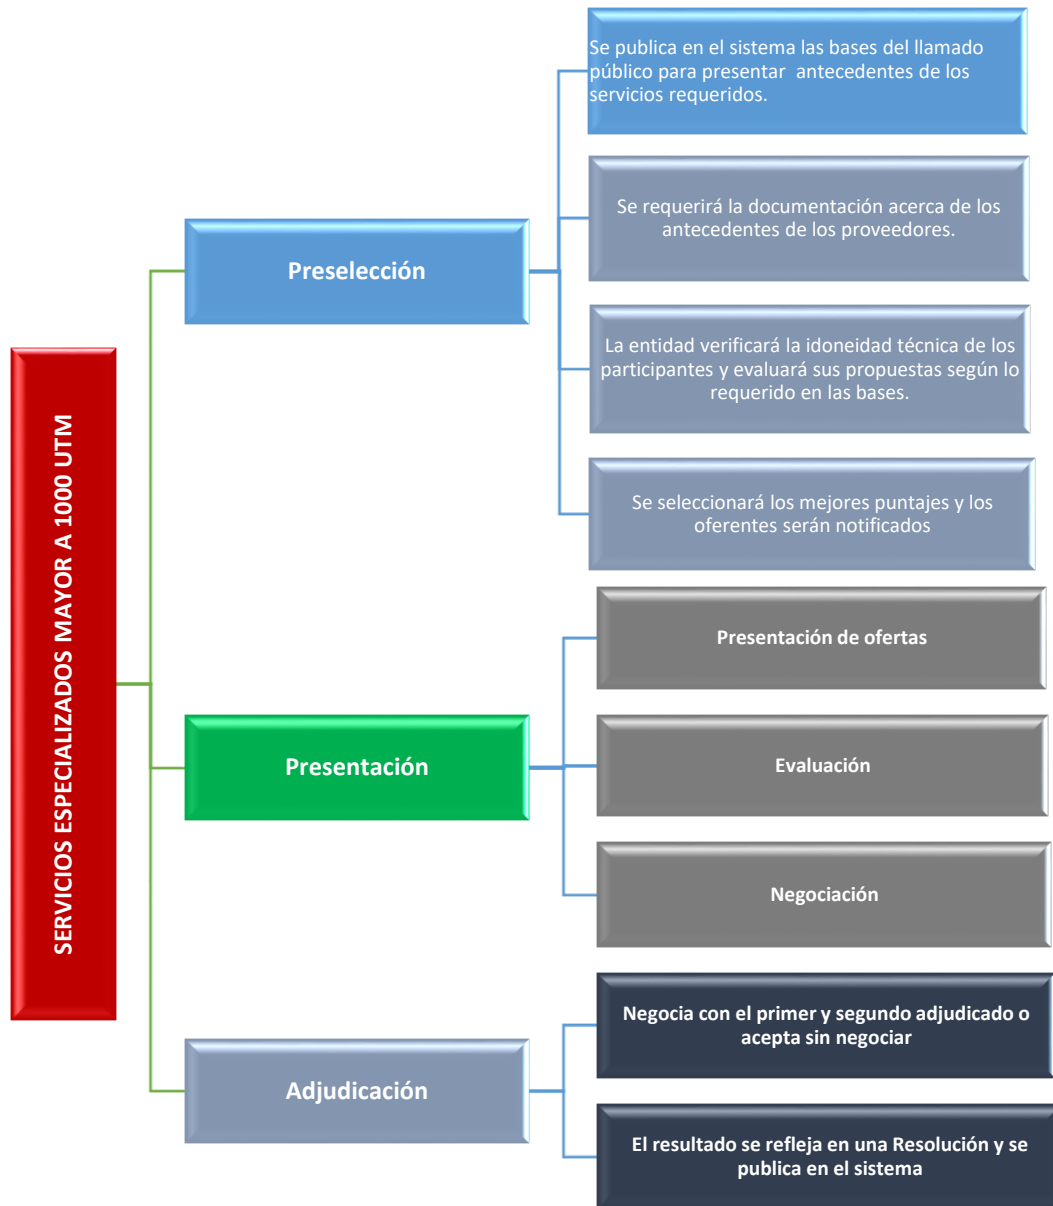 SERVICIOS ESPECIALIZADOS MAYOR A 1000 UTM
Preselección
Se publica en el sistema las bases del llamado
público para presentar  antecedentes de los
servicios requeridos.
Se requerirá la documentación acerca de los
antecedentes de los proveedores.
La entidad verificará la idoneidad técnica de los
participantes y evaluará sus propuestas según lo
requerido en las bases.
Se seleccionará los mejores puntajes y los
oferentes serán notificados
Presentación
Presentación de ofertas
Evaluación
Negociación
Adjudicación
Negocia con el primer y segundo adjudicado o
acepta sin negociar
El resultado se refleja en una Resolución y se
publica en el sistema